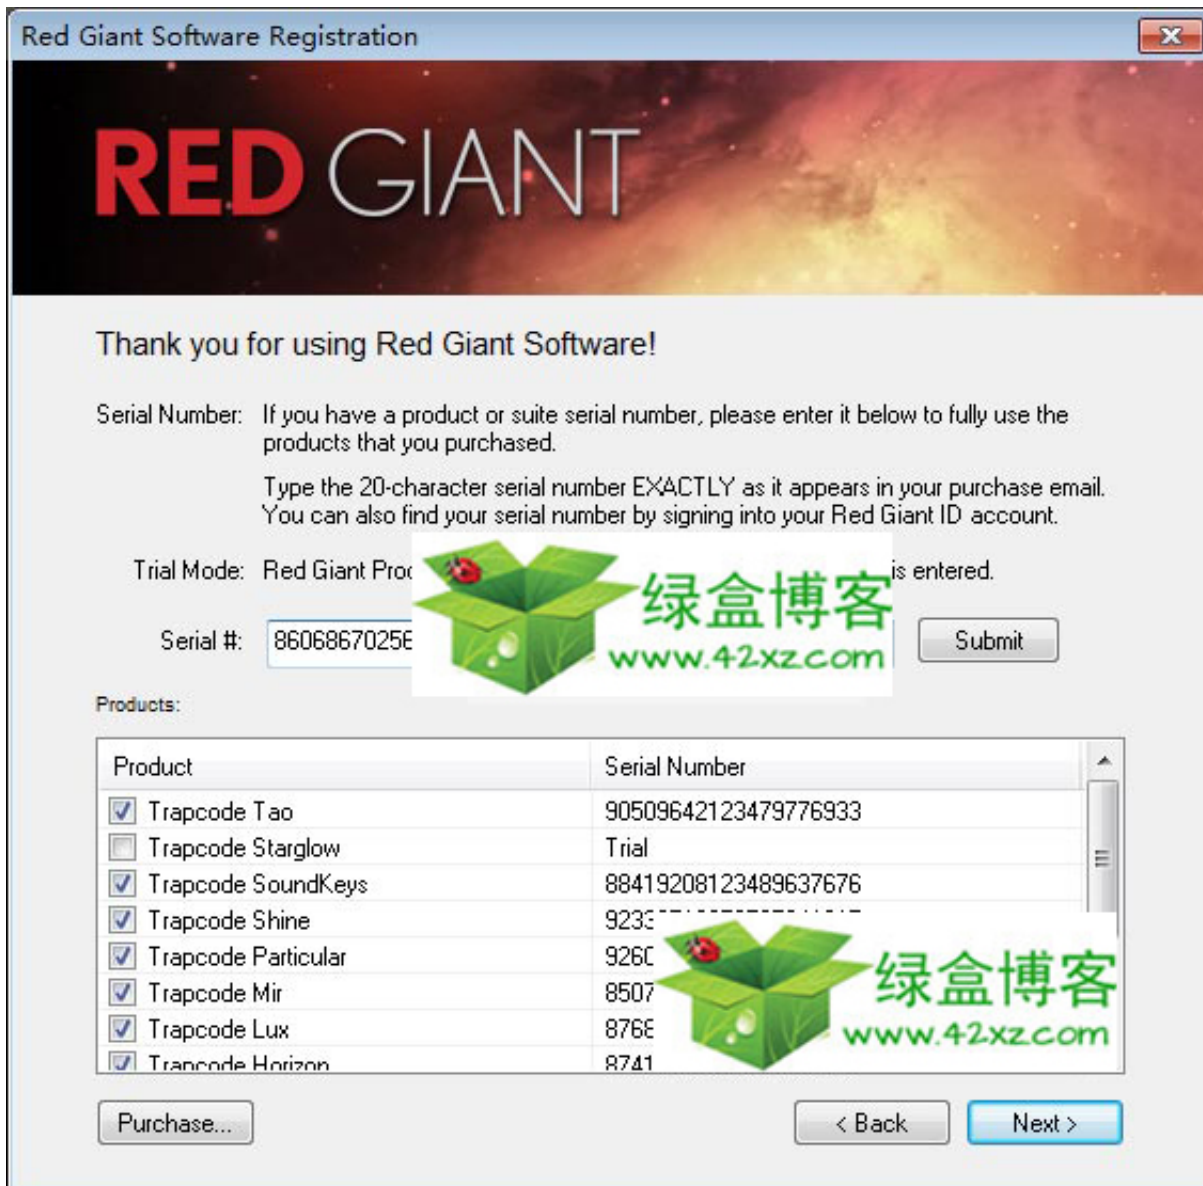 Red Giant Software Registration
RED GIANT
Thank you for using Red Giant Software!
Serial Number: If you have a product or suite serial number, please enter it below to fully use the
products that you purchased.
Type the 20-character serial number EXACTLY as it appears in your purchase email.
You can also find your serial number by signing into your Red Giant ID account.
Trial Mode: Red Giant is entered.
绿盒博客
www.42xz.com
Serial #: Submit
Products:
Product Serial Number
Trapcode Tao 90509642123479776933
Trapcode Starglow Trial
Trapcode SoundKeys 88419208123489637676
Trapcode Shine
Trapcode Particular
Trapcode Mir 8507
Trapcode Lux
Trapcode Horizon 8741
绿盒博客
www.42xz.com
Purchase... < Back Next >